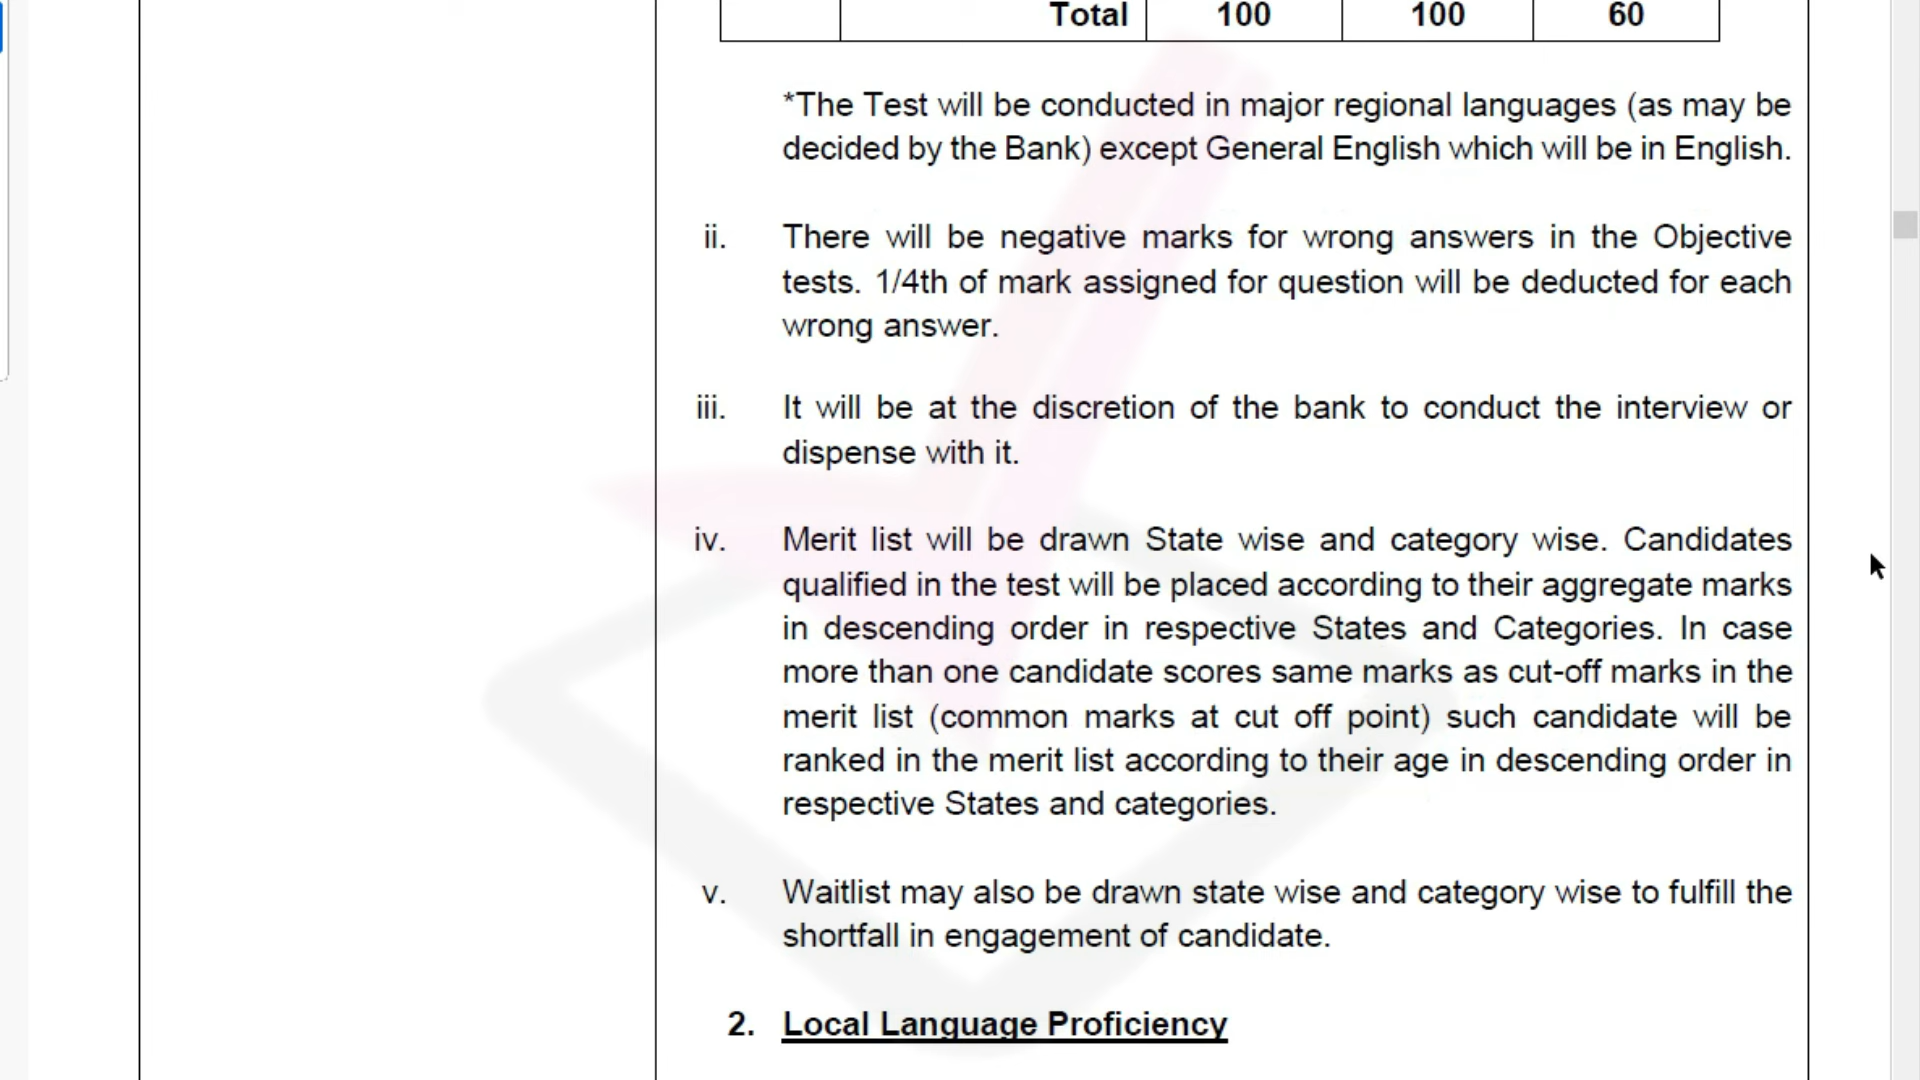 Total 100 100 60
*The Test will be conducted in major regional languages (as may be
decided by the Bank) except General English which will be in English.
ii. There will be negative marks for wrong answers in the Objective
tests. 1/4th of mark assigned for question will be deducted for each
wrong answer.
iii. It will be at the discretion of the bank to conduct the interview or
dispense with it.
iv. Merit list will be drawn State wise and category wise. Candidates
qualified in the test will be placed according to their aggregate marks
in descending order in respective States and Categories. In case
more than one candidate scores same marks as cut-off marks in the
merit list (common marks at cut off point) such candidate will be
ranked in the merit list according to their age in descending order in
respective States and categories.
v. Waitlist may also be drawn state wise and category wise to fulfill the
shortfall in engagement of candidate.
2. Local Language Proficiency